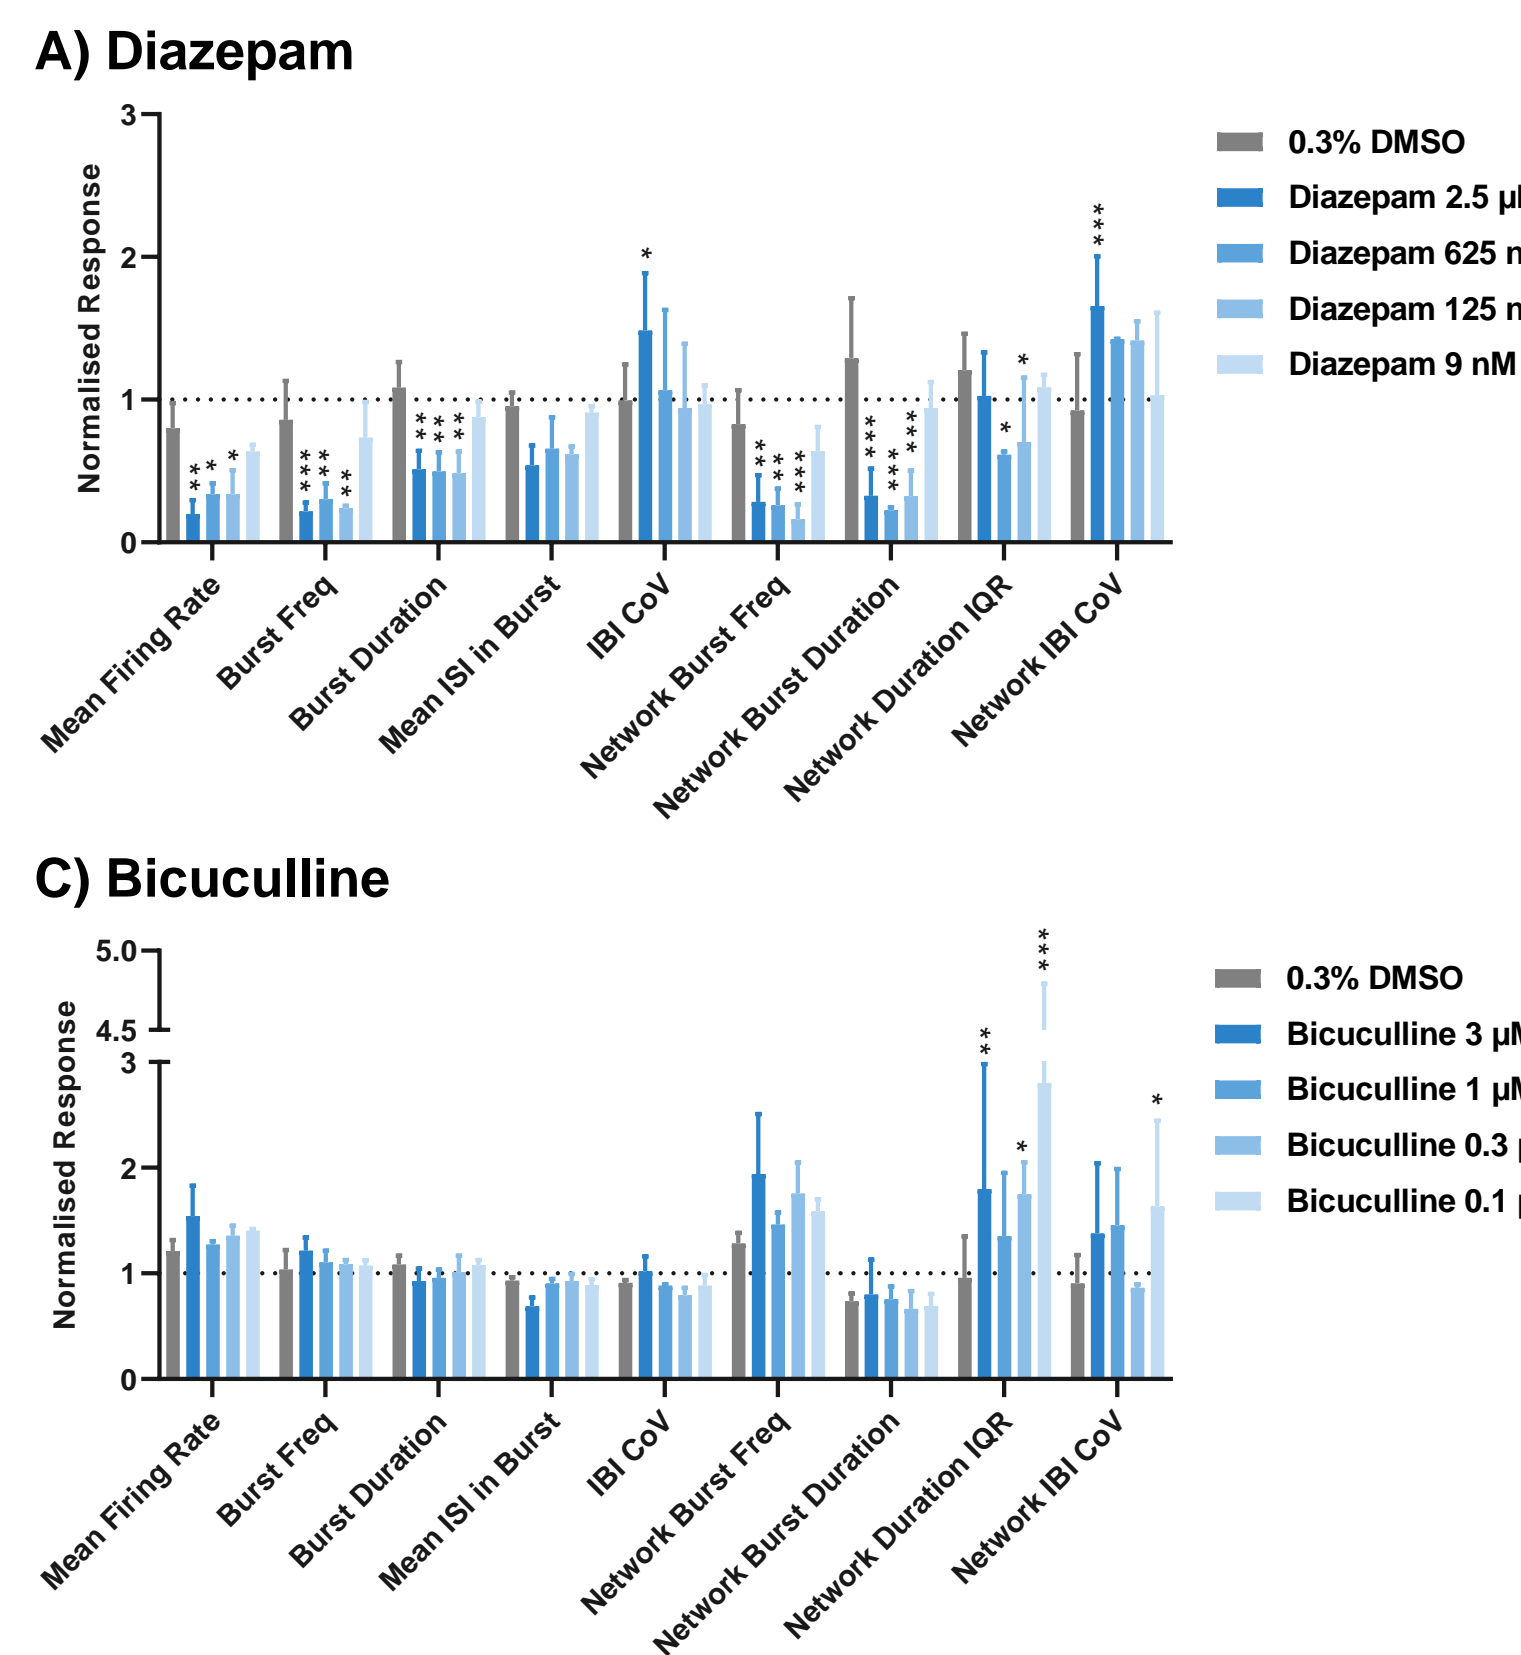 A) Diazepam
3
2
1
0
Normalised Response
** * *
*** ** **
** ** **
*
** ** ***
*** *** ***
* *
***
Mean Firing Rate
Burst Freq
Burst Duration
Mean ISI in Burst
IBI CoV
Network Burst Freq
Network Burst Duration
Network Duration IQR
Network IBI CoV
0.3% DMSO
Diazepam 2.5 µ
Diazepam 625 n
Diazepam 125 n
Diazepam 9 nM
C) Bicuculline
5.0
4.5
3
2
1
0
Normalised Response
** * ***
*
Mean Firing Rate
Burst Freq
Burst Duration
Mean ISI in Burst
IBI CoV
Network Burst Freq
Network Burst Duration
Network Duration IQR
Network IBI CoV
0.3% DMSO
Bicuculline 3 µM
Bicuculline 1 µM
Bicuculline 0.3
Bicuculline 0.1